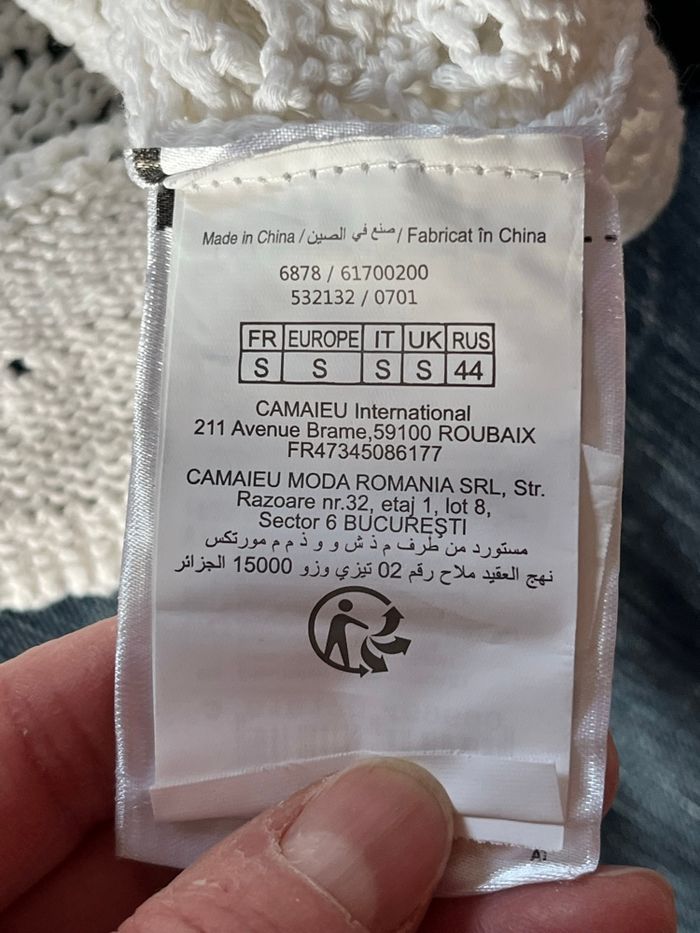 Made in China / صنع في الصين / Fabricat în China
6878 / 61700200
532132 / 0701
FR EUROPE IT UK RUS
S S S S 44
CAMAIEU International
211 Avenue Brame,59100 ROUBAIX
FR47345086177
CAMAIEU MODA ROMANIA SRL, Str.
Razoare nr.32, etaj 1, lot 8,
Sector 6 BUCUREŞTI
مستورد من طرف م ذ ش و و ذ م م مورتكس
نهج العقيد ملاح رقم 02 تيزي وزو 15000 الجزائر